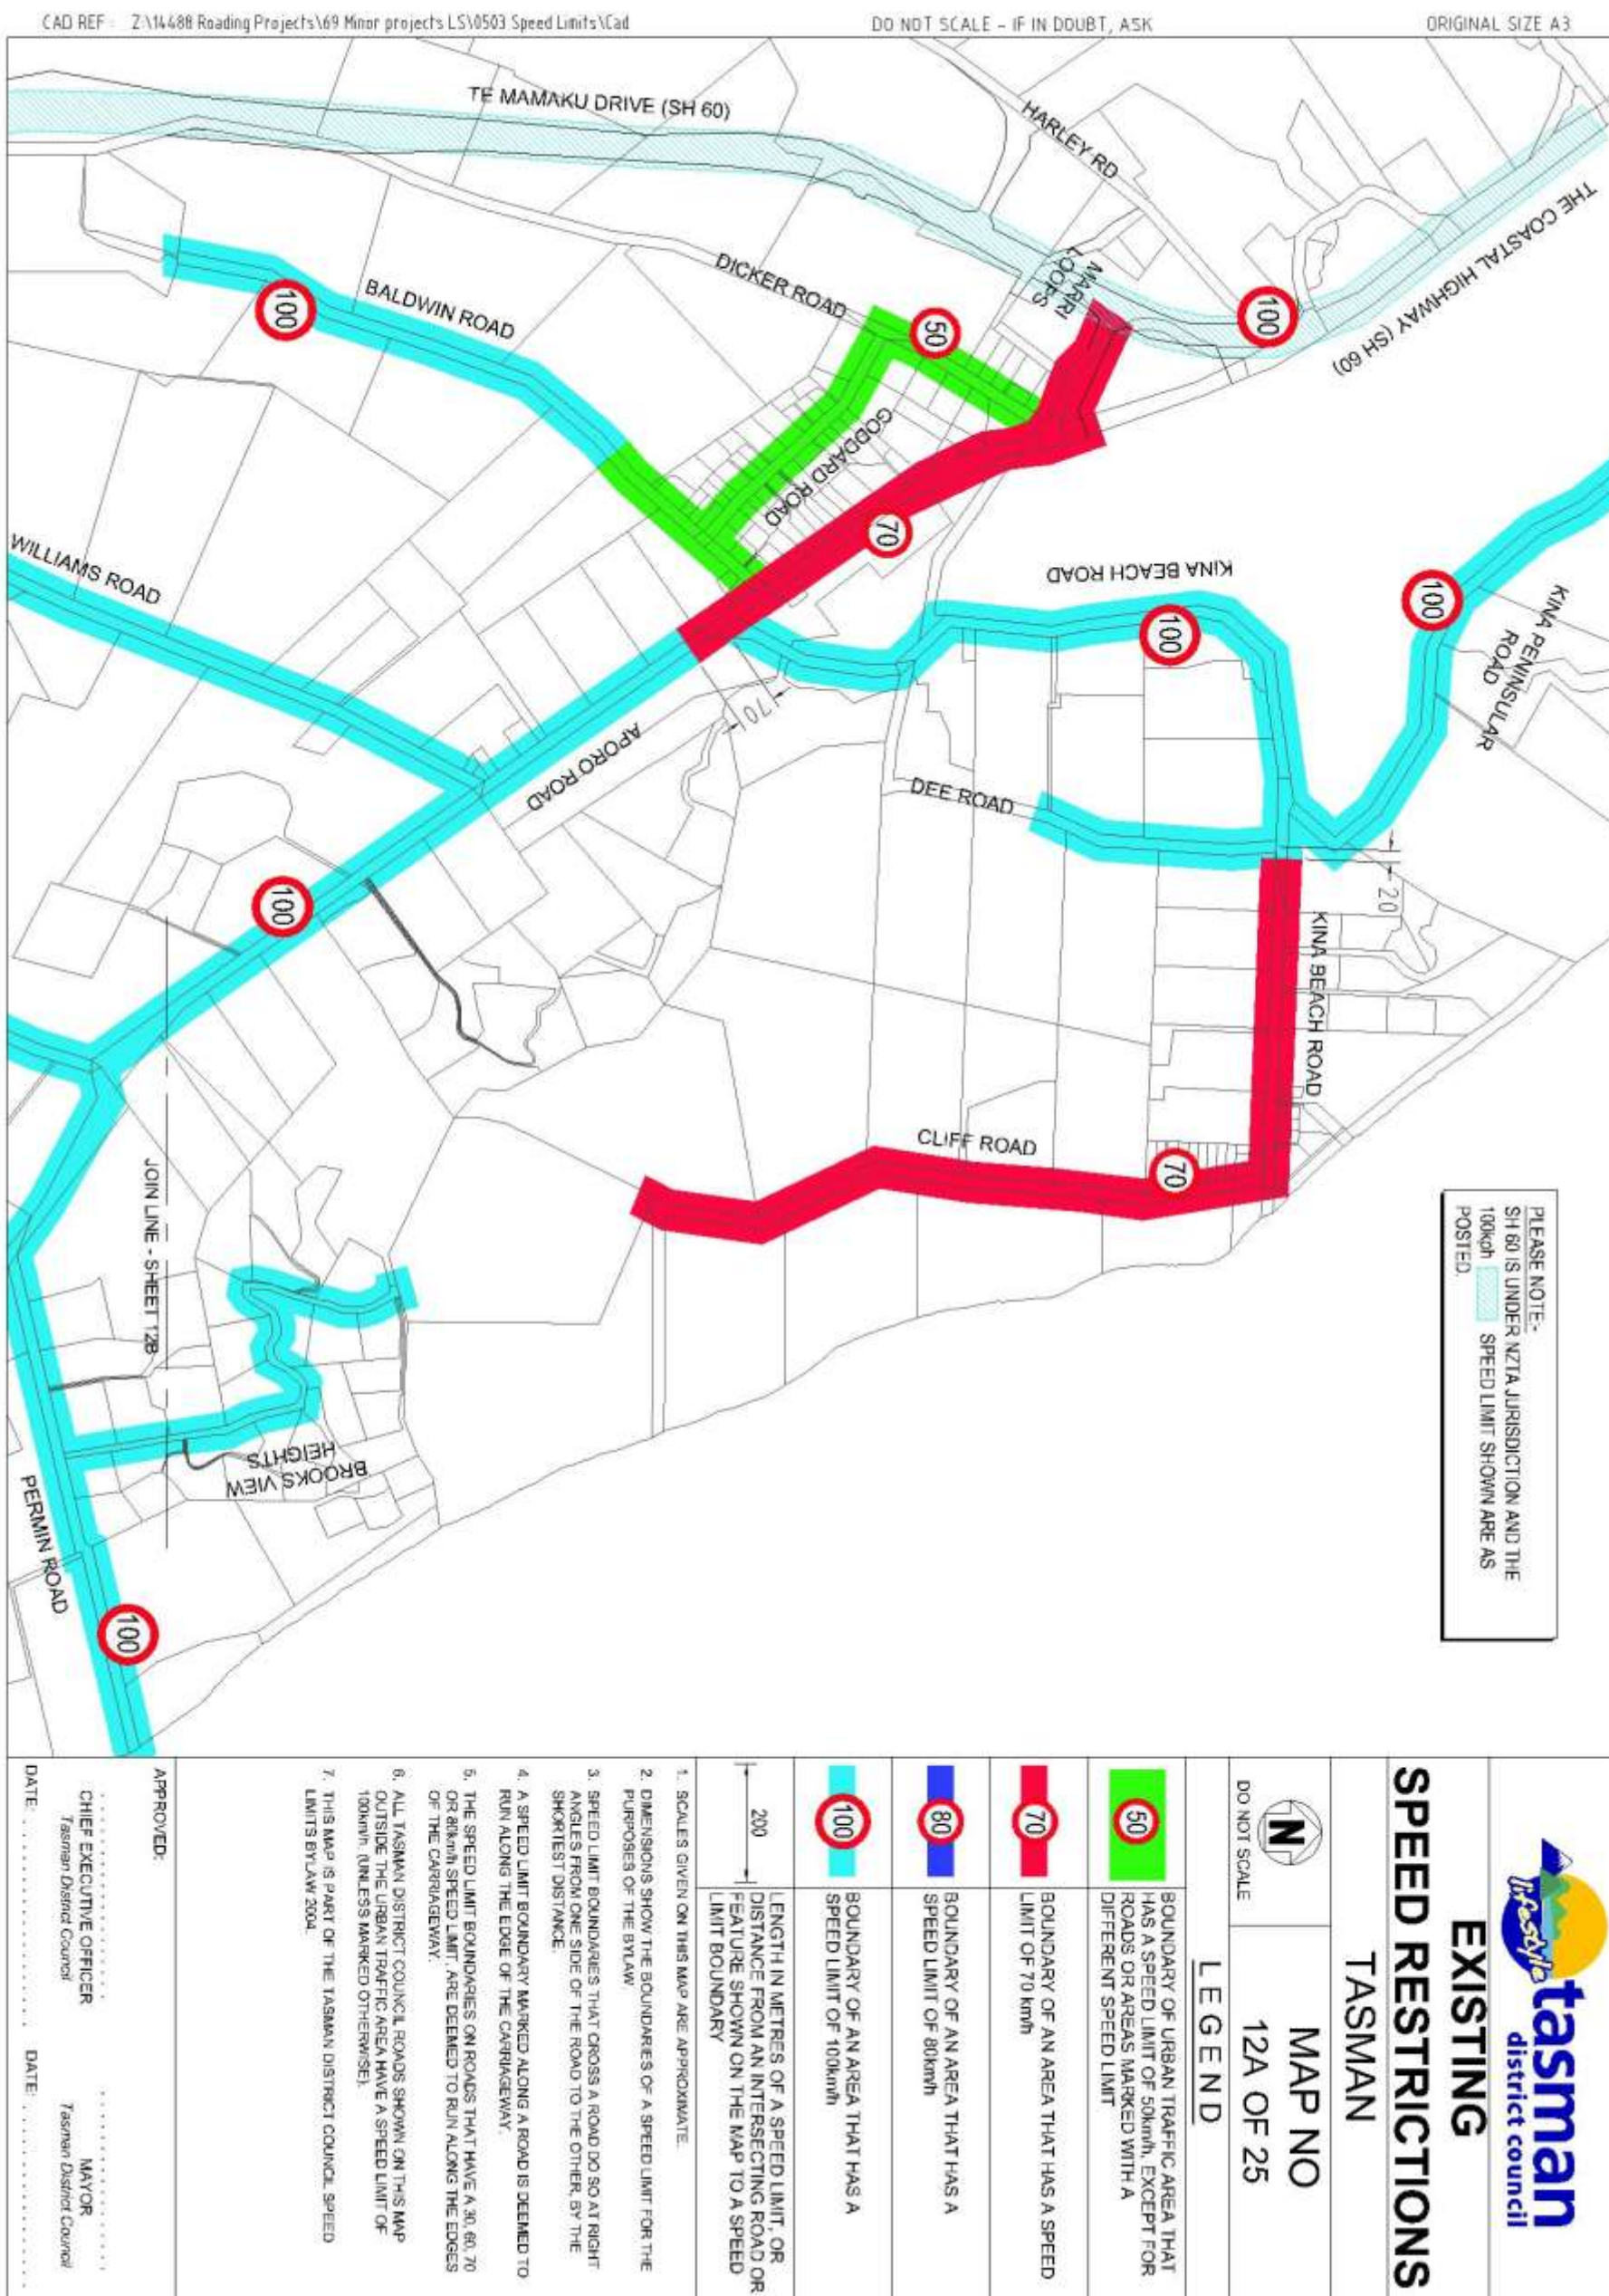 CAD REF : Z:\14488 Roading Projects\69 Minor projects LS\0503 Speed Limits\Cad
DO NOT SCALE - IF IN DOUBT, ASK
ORIGINAL SIZE A3
TE MAMAKU DRIVE (SH 60)
HARLEY RD
THE COASTAL HIGHWAY (SH 60)
MARRI
LOOPS
100
DICKER ROAD
50
BALDWIN ROAD
100
GODDARD ROAD
70
WILLIAMS ROAD
KINA BEACH ROAD
100
100
KINA PENINSULAR
ROAD
70
APORO ROAD
DEE ROAD
20
100
KINA BEACH ROAD
CLIFF ROAD
70
JOIN LINE - SHEET 12B
BROOKS VIEW
HEIGHTS
PERMIN ROAD
100
PLEASE NOTE:-
SH 60 IS UNDER NZTA JURISDICTION AND THE
100kph SPEED LIMIT SHOWN ARE AS
POSTED.
lifestyle
tasman
district council
EXISTING
SPEED RESTRICTIONS
TASMAN
N
DO NOT SCALE
MAP NO
12A OF 25
LEGEND
50
BOUNDARY OF URBAN TRAFFIC AREA THAT
HAS A SPEED LIMIT OF 50km/h, EXCEPT FOR
ROADS OR AREAS MARKED WITH A
DIFFERENT SPEED LIMIT
70
BOUNDARY OF AN AREA THAT HAS A SPEED
LIMIT OF 70 km/h
80
BOUNDARY OF AN AREA THAT HAS A
SPEED LIMIT OF 80km/h
100
BOUNDARY OF AN AREA THAT HAS A
SPEED LIMIT OF 100km/h
200
LENGTH IN METRES OF A SPEED LIMIT, OR
DISTANCE FROM AN INTERSECTING ROAD OR
FEATURE SHOWN ON THE MAP TO A SPEED
LIMIT BOUNDARY
1. SCALES GIVEN ON THIS MAP ARE APPROXIMATE.
2. DIMENSIONS SHOW THE BOUNDARIES OF A SPEED LIMIT FOR THE
PURPOSES OF THE BYLAW.
3. SPEED LIMIT BOUNDARIES THAT CROSS A ROAD DO SO AT RIGHT
ANGLES FROM ONE SIDE OF THE ROAD TO THE OTHER, BY THE
SHORTEST DISTANCE.
4. A SPEED LIMIT BOUNDARY MARKED ALONG A ROAD IS DEEMED TO
RUN ALONG THE EDGE OF THE CARRIAGEWAY.
5. THE SPEED LIMIT BOUNDARIES ON ROADS THAT HAVE A 30, 60, 70
OR 80km/h SPEED LIMIT, ARE DEEMED TO RUN ALONG THE EDGES
OF THE CARRIAGEWAY.
6. ALL TASMAN DISTRICT COUNCIL ROADS SHOWN ON THIS MAP
OUTSIDE THE URBAN TRAFFIC AREA HAVE A SPEED LIMIT OF
100km/h (UNLESS MARKED OTHERWISE).
7. THIS MAP IS PART OF THE TASMAN DISTRICT COUNCIL SPEED
LIMITS BYLAW 2004.
APPROVED:
CHIEF EXECUTIVE OFFICER
Tasman District Council
MAYOR
Tasman District Council
DATE:
DATE: